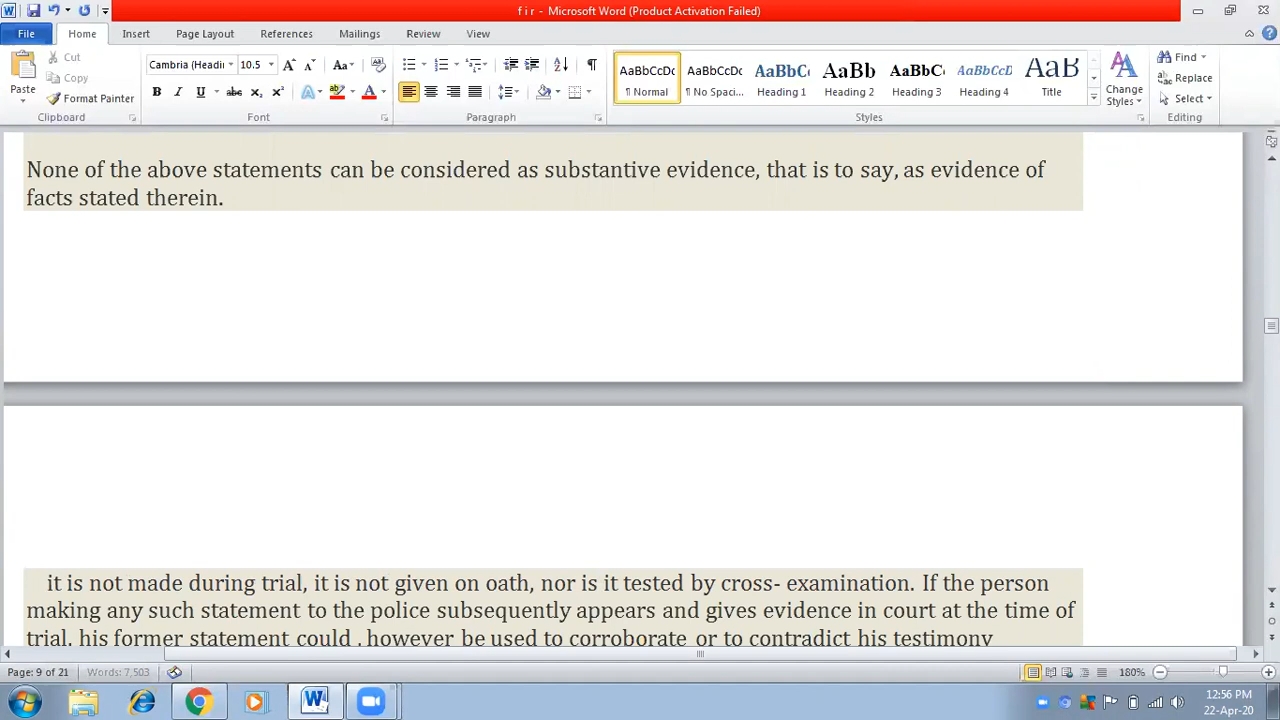 f i r - Microsoft Word (Product Activation Failed)
File Home Insert Page Layout References Mailings Review View
Paste
Cut
Copy
Format Painter
Clipboard
Cambria (Headi 10.5
Font
Paragraph
AaBbCcDc AaBbCcDc AaBbC AaBb AaBbC AaBbCcD AaB
¶ Normal ¶ No Spaci... Heading 1 Heading 2 Heading 3 Heading 4 Title
Styles
Change
Styles
Find
Replace
Select
Editing
None of the above statements can be considered as substantive evidence, that is to say, as evidence of
facts stated therein.
it is not made during trial, it is not given on oath, nor is it tested by cross- examination. If the person
making any such statement to the police subsequently appears and gives evidence in court at the time of
trial, his former statement could , however be used to corroborate or to contradict his testimony
Page: 9 of 21 Words: 7,503 180%
12:56 PM
22-Apr-20